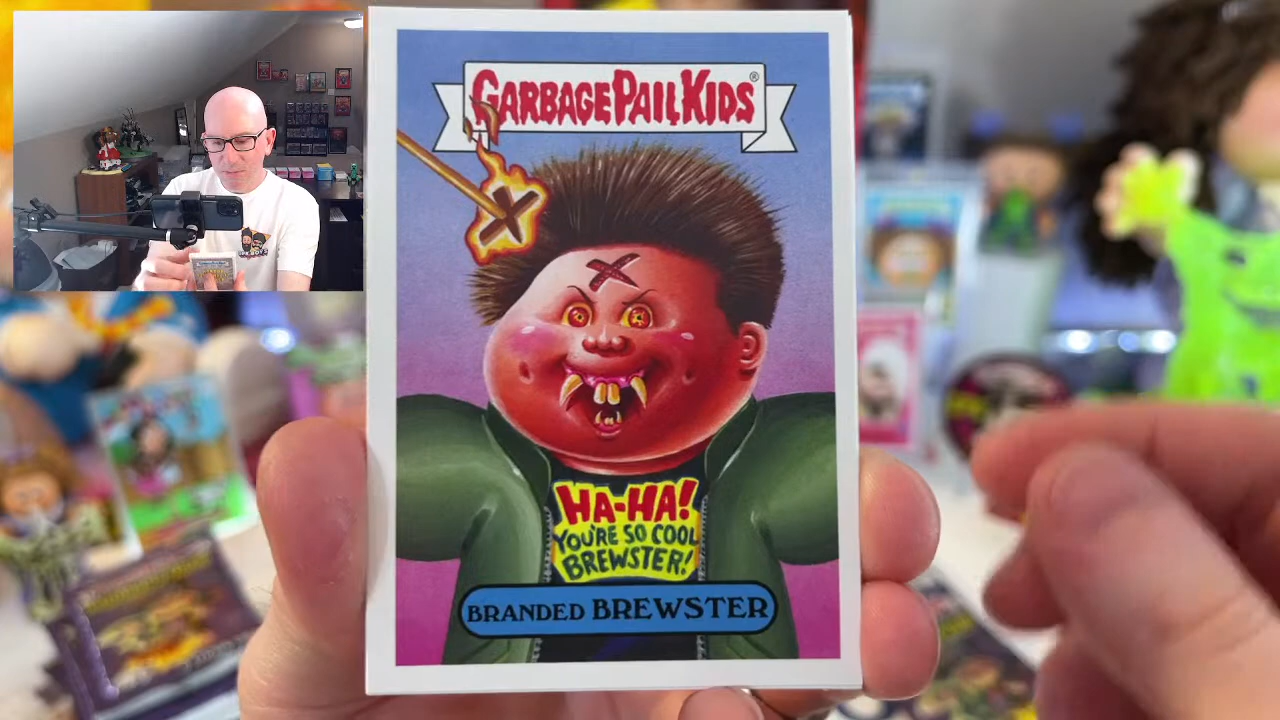 GARBAGE PAIL KIDS®
HA-HA!
YOU'RE SO COOL
BREWSTER!
BRANDED BREWSTER